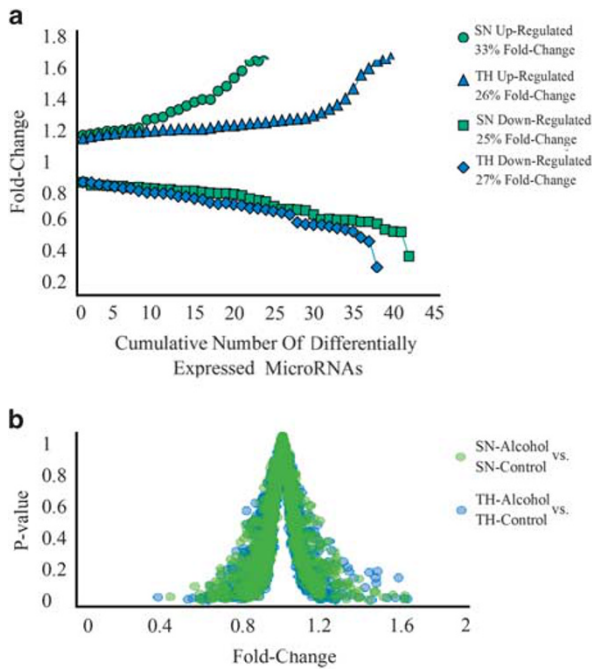 a
1.8
1.6
1.4
1.2
1
0.8
0.6
0.4
0.2
Fold-Change
0 5 10 15 20 25 30 35 40 45
Cumulative Number Of Differentially
Expressed MicroRNAs
SN Up-Regulated
33% Fold-Change
TH Up-Regulated
26% Fold-Change
SN Down-Regulated
25% Fold-Change
TH Down-Regulated
27% Fold-Change
b
1
0.8
0.6
0.4
0.2
0
P-value
0 0.4 0.8 1.2 1.6 2
Fold-Change
SN-Alcohol vs.
SN-Control
TH-Alcohol vs.
TH-Control